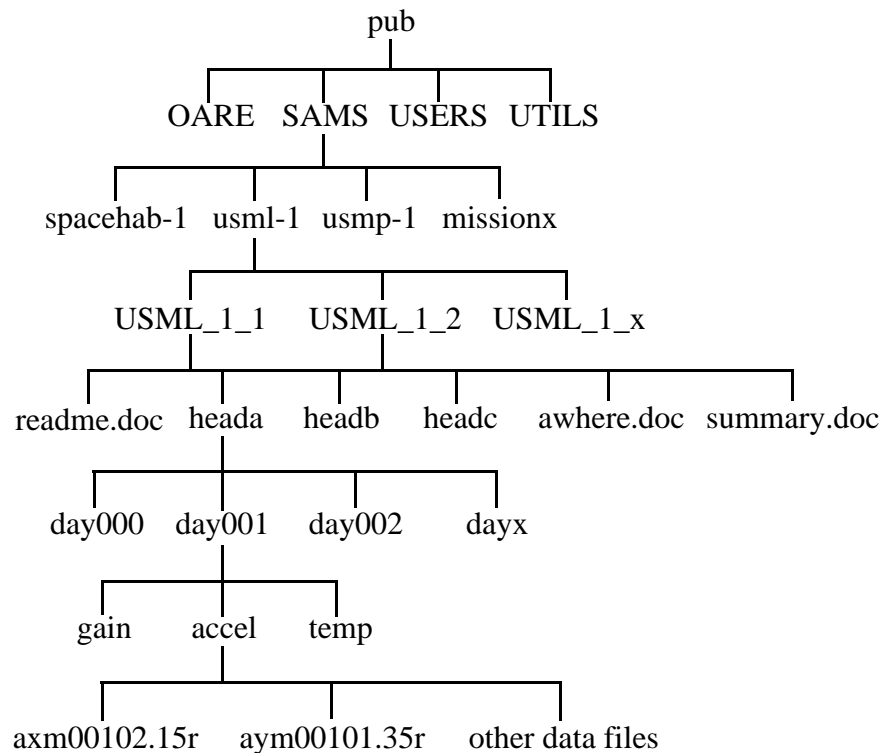 pub
OARE SAMS USERS UTILS
spacehab-1 usml-1 usmp-1 missionx
USML_1_1 USML_1_2 USML_1_x
readme.doc heada headb headc awhere.doc summary.doc
day000 day001 day002 dayx
gain accel temp
axm00102.15r aym00101.35r other data files